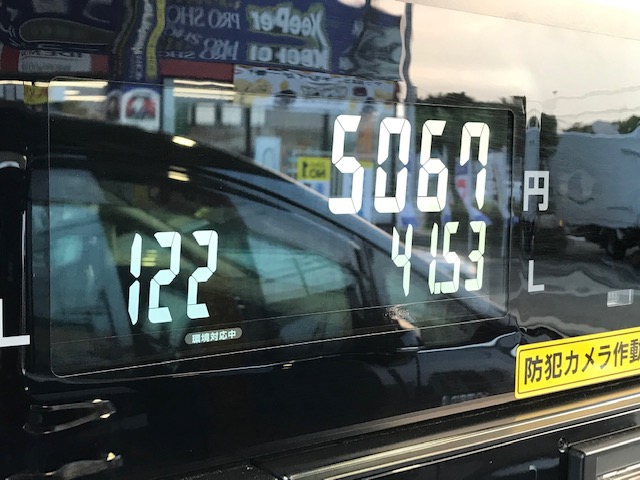 KeePer PRO SHO
5067 円
122 41.53 L
環境対応中
防犯カメラ作動